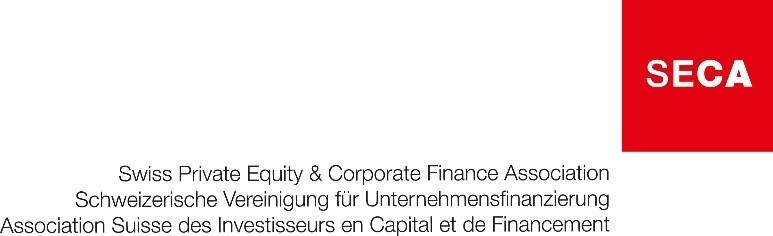 SECA
Swiss Private Equity & Corporate Finance Association
Schweizerische Vereinigung für Unternehmensfinanzierung
Association Suisse des Investisseurs en Capital et de Financement